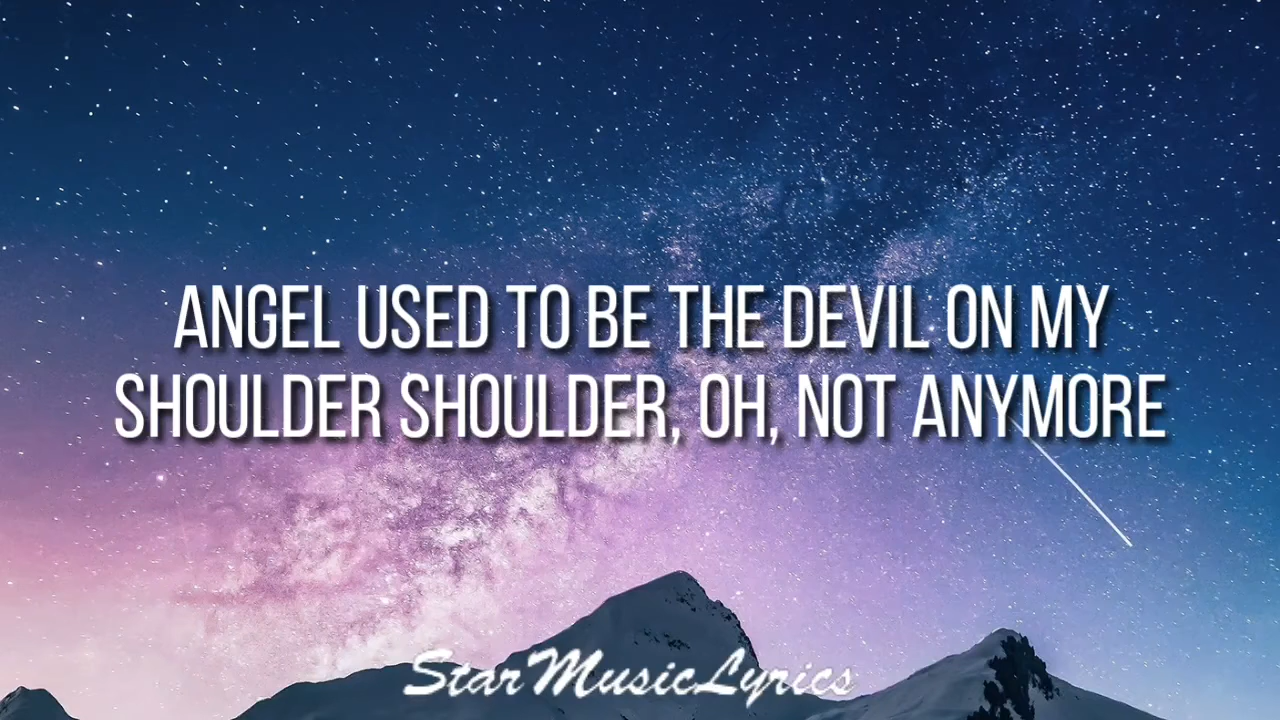 ANGEL USED TO BE THE DEVIL ON MY
SHOULDER SHOULDER, OH, NOT ANYMORE
StarMusicLyrics